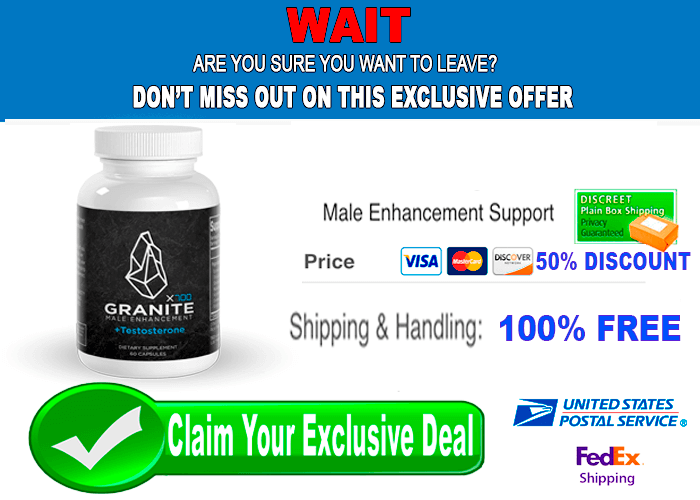 WAIT
ARE YOU SURE YOU WANT TO LEAVE?
DON'T MISS OUT ON THIS EXCLUSIVE OFFER
X700
GRANITE
MALE ENHANCEMENT
+Testosterone
DIETARY SUPPLEMENT
60 CAPSULES
Male Enhancement Support
DISCREET
Plain Box Shipping
Privacy
Guaranteed
Price
VISA
MasterCard
DISCOVER
50% DISCOUNT
Shipping & Handling:
100% FREE
Claim Your Exclusive Deal
UNITED STATES
POSTAL SERVICE ®
FedEx
Shipping